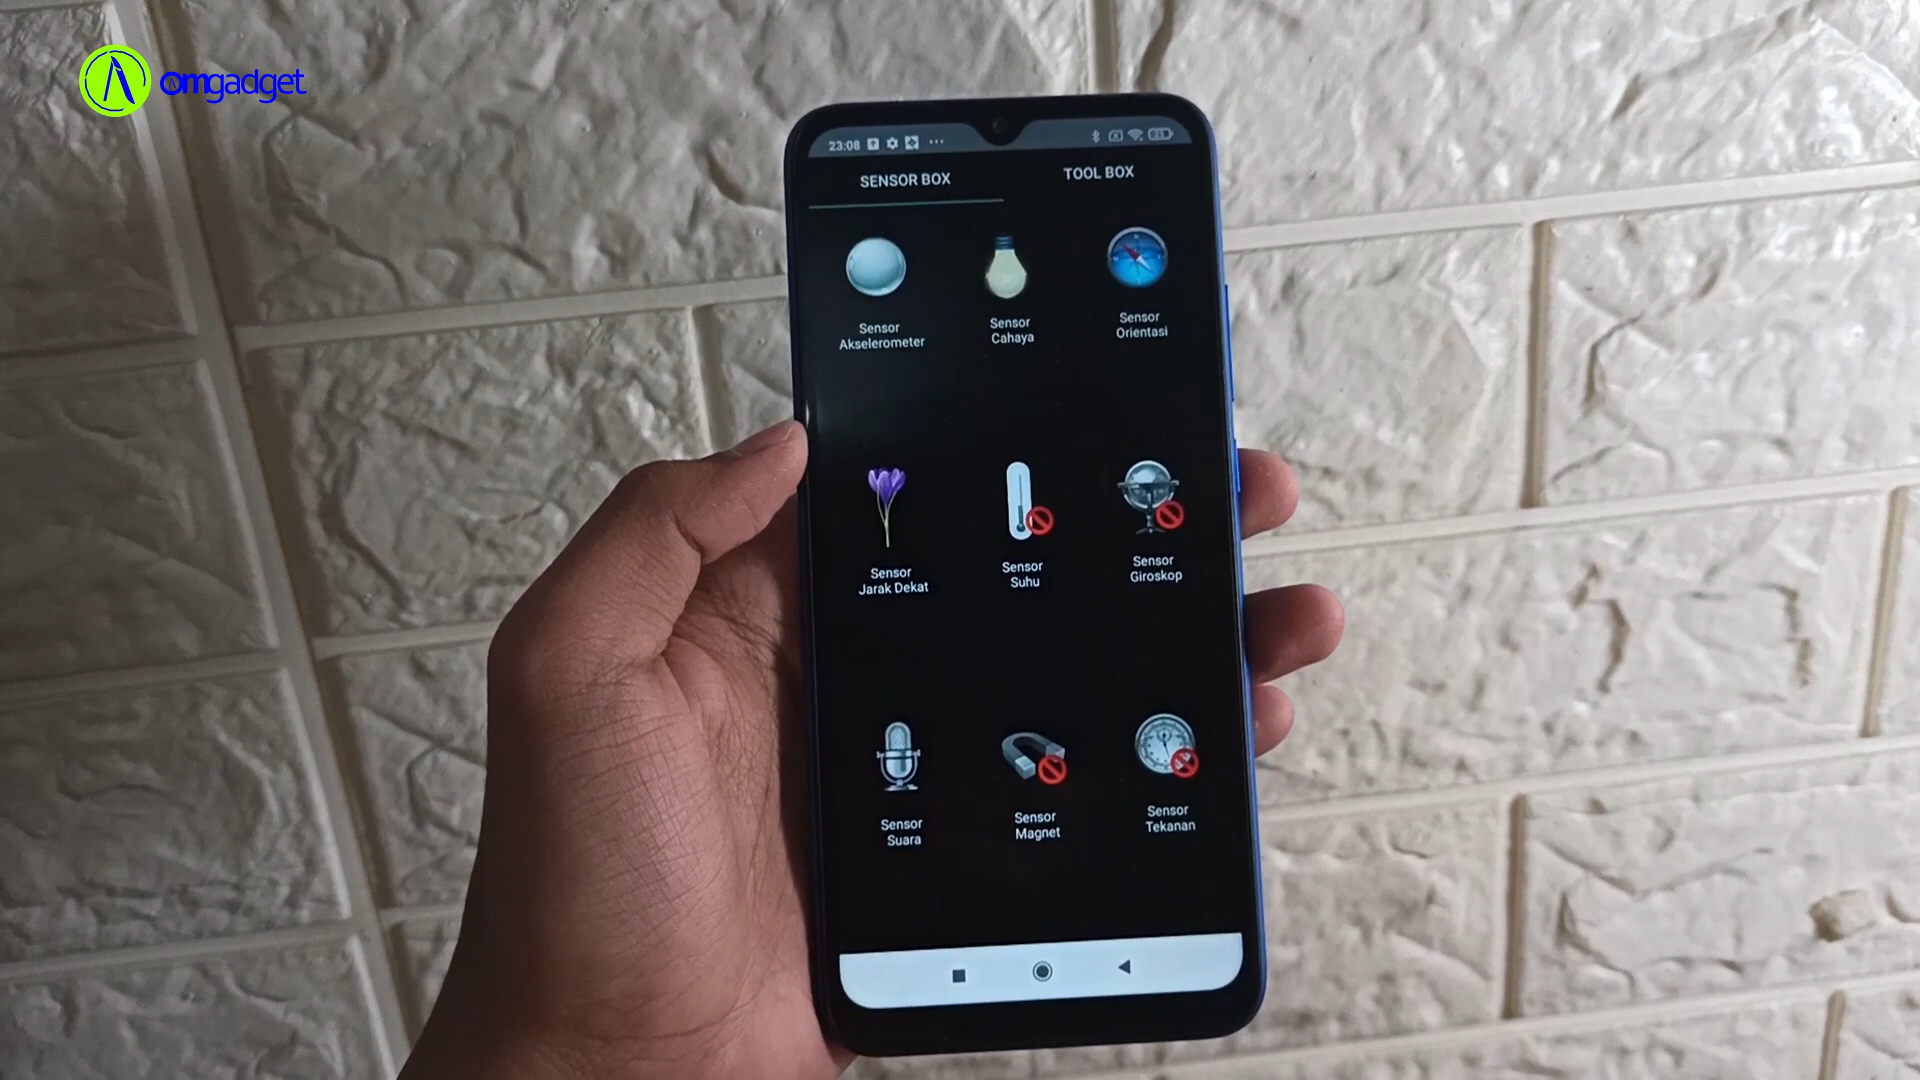 omgadget
23:08
SENSOR BOX
TOOL BOX
Sensor
Akselerometer
Sensor
Cahaya
Sensor
Orientasi
Sensor
Jarak Dekat
Sensor
Suhu
Sensor
Giroskop
Sensor
Suara
Sensor
Magnet
Sensor
Tekanan